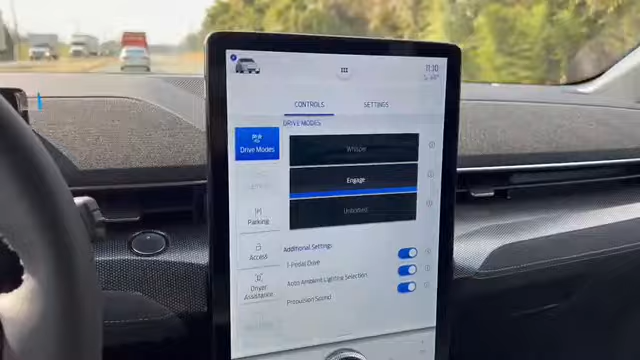 11:30
CONTROLS
SETTINGS
DRIVE MODES
Drive Modes
Whisper
Engage
Unbridled
Parking
Access
Driver
Assistance
Additional Settings
1-Pedal Drive
Auto Ambient Lighting Selection
Propulsion Sound